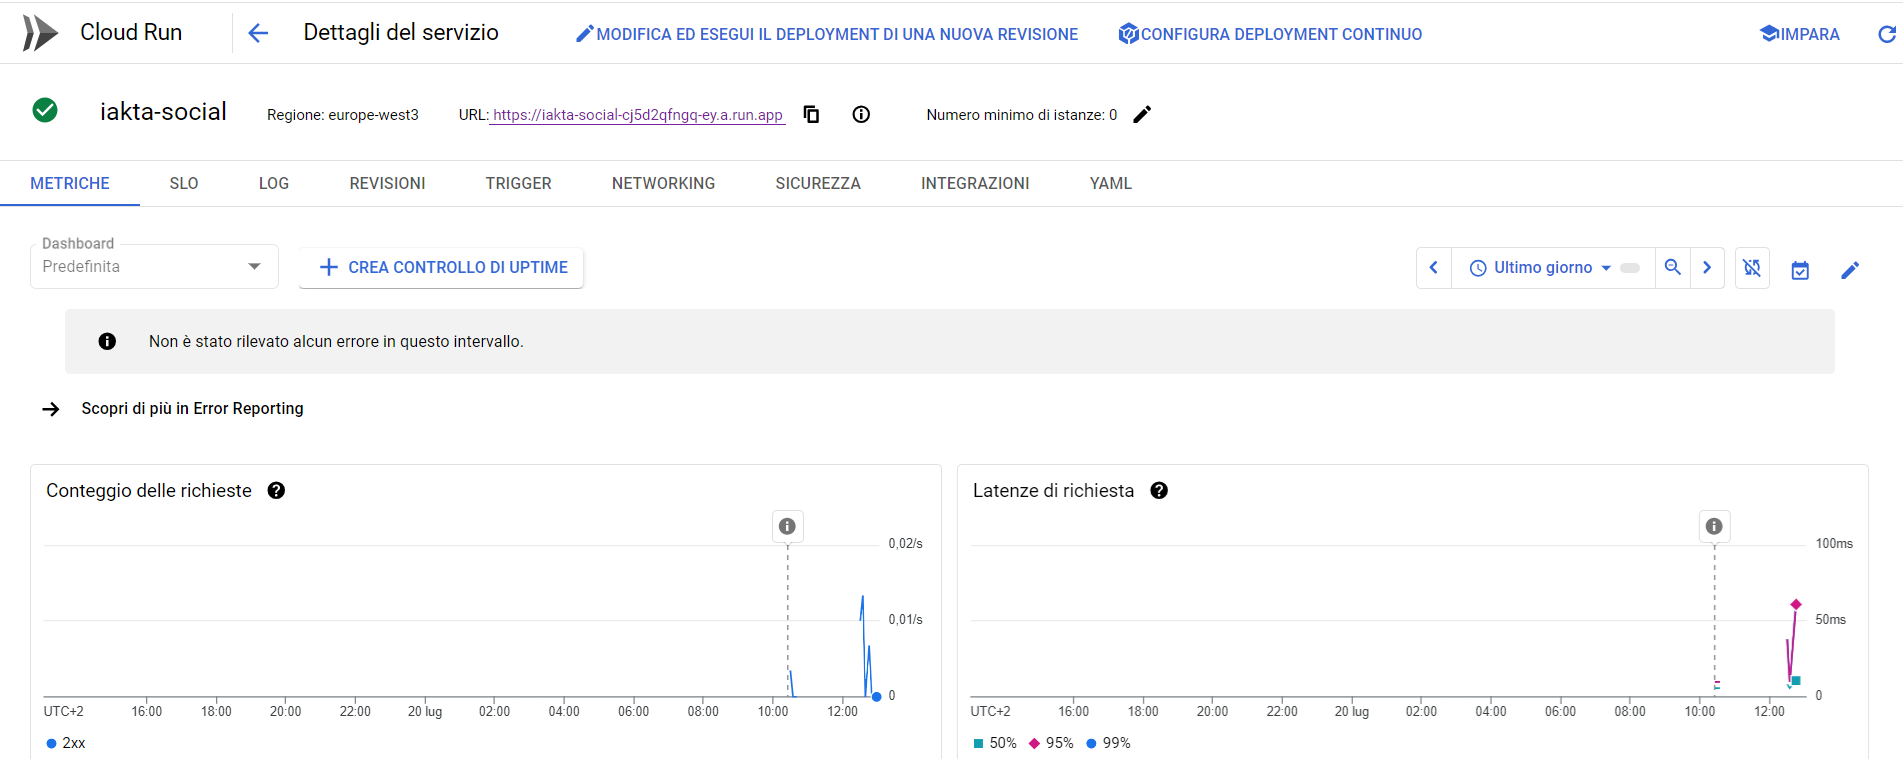 Cloud Run
Dettagli del servizio
MODIFICA ED ESEGUI IL DEPLOYMENT DI UNA NUOVA REVISIONE
CONFIGURA DEPLOYMENT CONTINUO
IMPARA
iakta-social
Regione: europe-west3
URL: https://iakta-social-cj5d2qfngq-ey.a.run.app
Numero minimo di istanze: 0
METRICHE
SLO
LOG
REVISIONI
TRIGGER
NETWORKING
SICUREZZA
INTEGRAZIONI
YAML
Dashboard
Predefinita
CREA CONTROLLO DI UPTIME
Ultimo giorno
Non è stato rilevato alcun errore in questo intervallo.
Scopri di più in Error Reporting
Conteggio delle richieste
0,02/s
0,01/s
0
UTC+2 16:00 18:00 20:00 22:00 20 lug 02:00 04:00 06:00 08:00 10:00 12:00
2xx
Latenze di richiesta
100ms
50ms
0
UTC+2 16:00 18:00 20:00 22:00 20 lug 02:00 04:00 06:00 08:00 10:00 12:00
50% 95% 99%